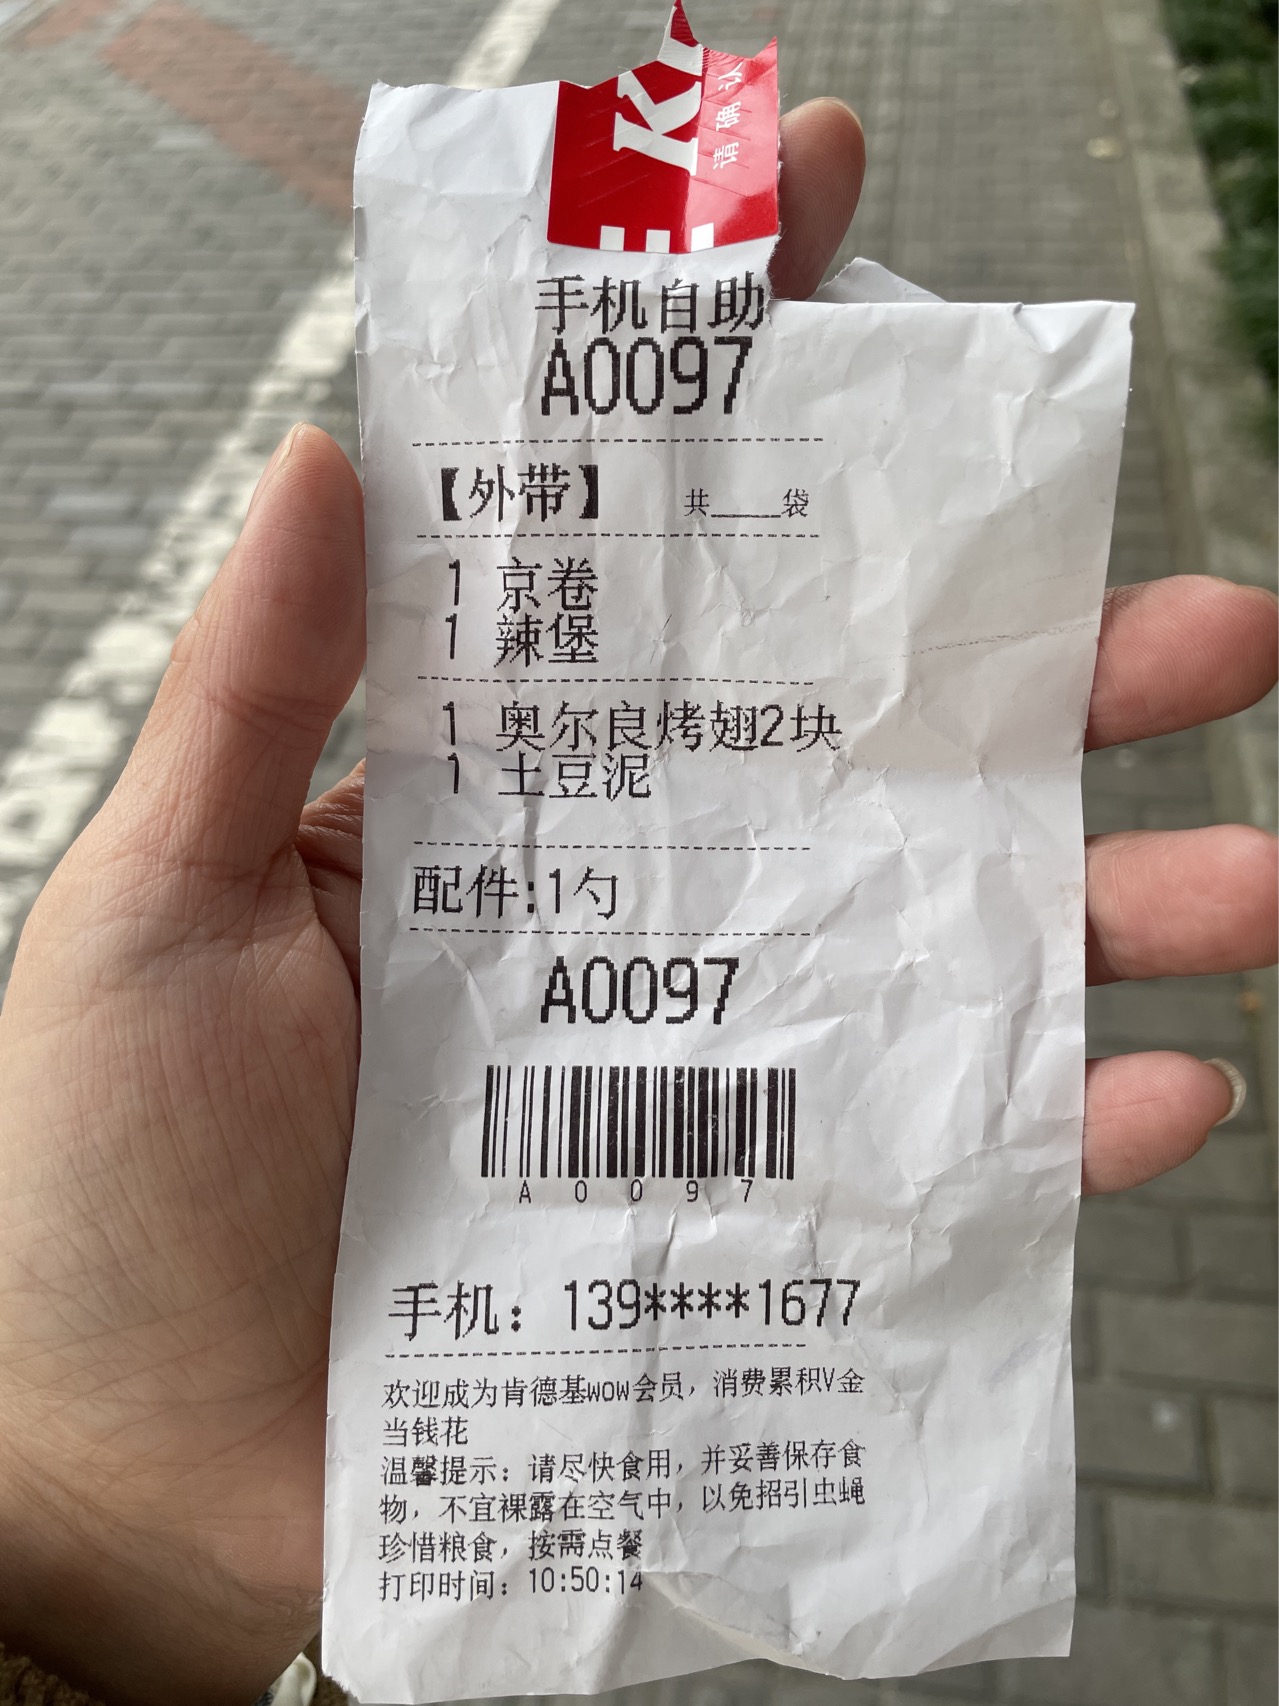 请确认
手机自助
A0097
【外带】 共____袋
1 京卷
1 辣堡
1 奥尔良烤翅2块
1 土豆泥
配件:1勺
A0097
A0097
手机：139****1677
欢迎成为肯德基wow会员，消费累积V金
当钱花
温馨提示：请尽快食用，并妥善保存食
物，不宜裸露在空气中，以免招引虫蝇
珍惜粮食，按需点餐
打印时间：10:50:14